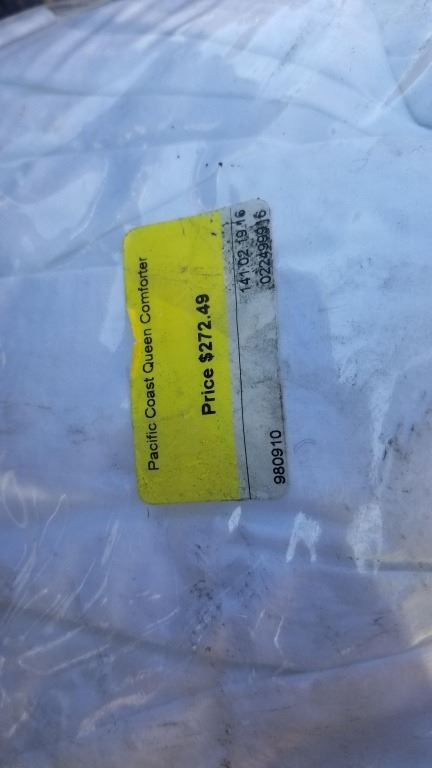 Pacific Coast Queen Comforter
Price $272.49
141 02 19 16
980910 022499916